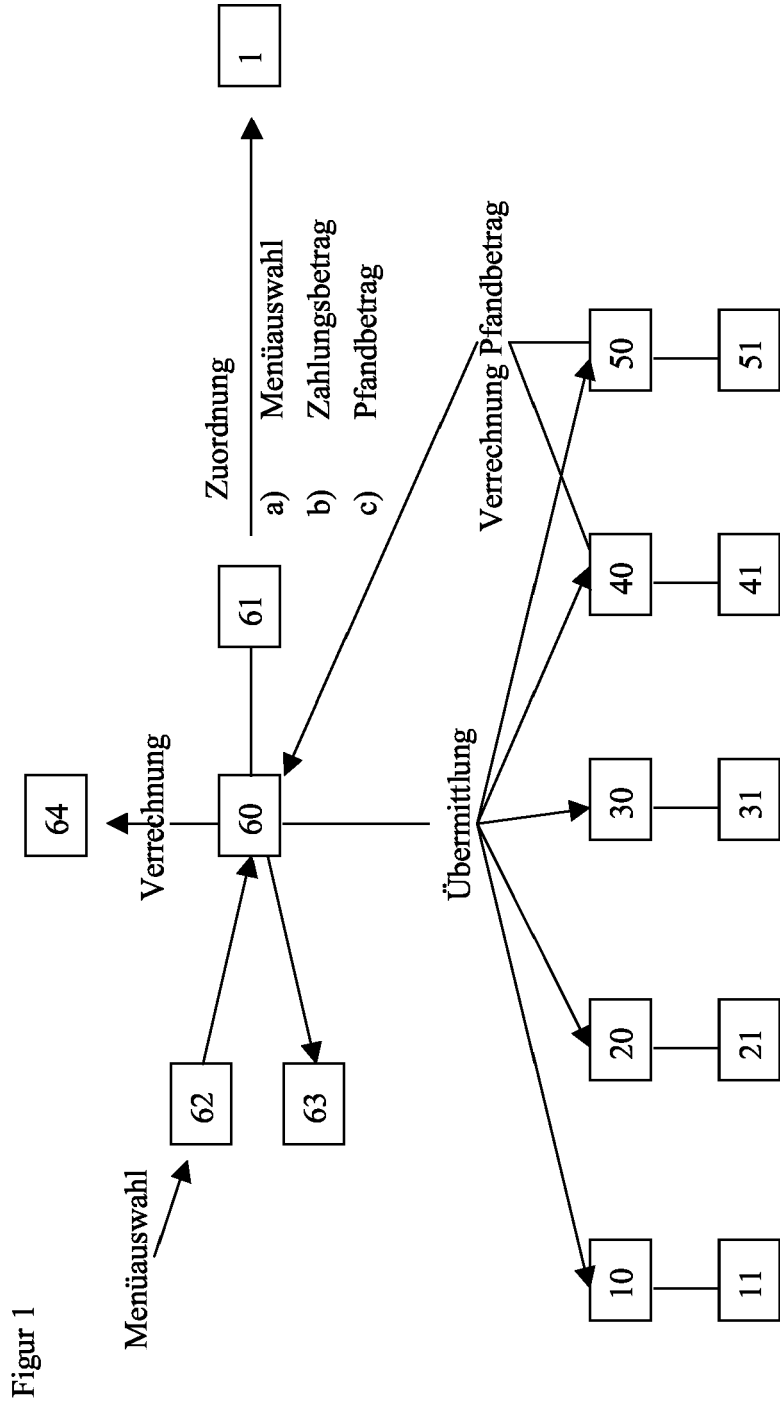 Figur 1
Menüauswahl
62
63
Verrechnung
64
60
61
Zuordnung
a) Menüauswahl
b) Zahlungsbetrag
c) Pfandbetrag
1
Übermittlung
Verrechnung Pfandbetrag
10
20
30
40
50
11
21
31
41
51